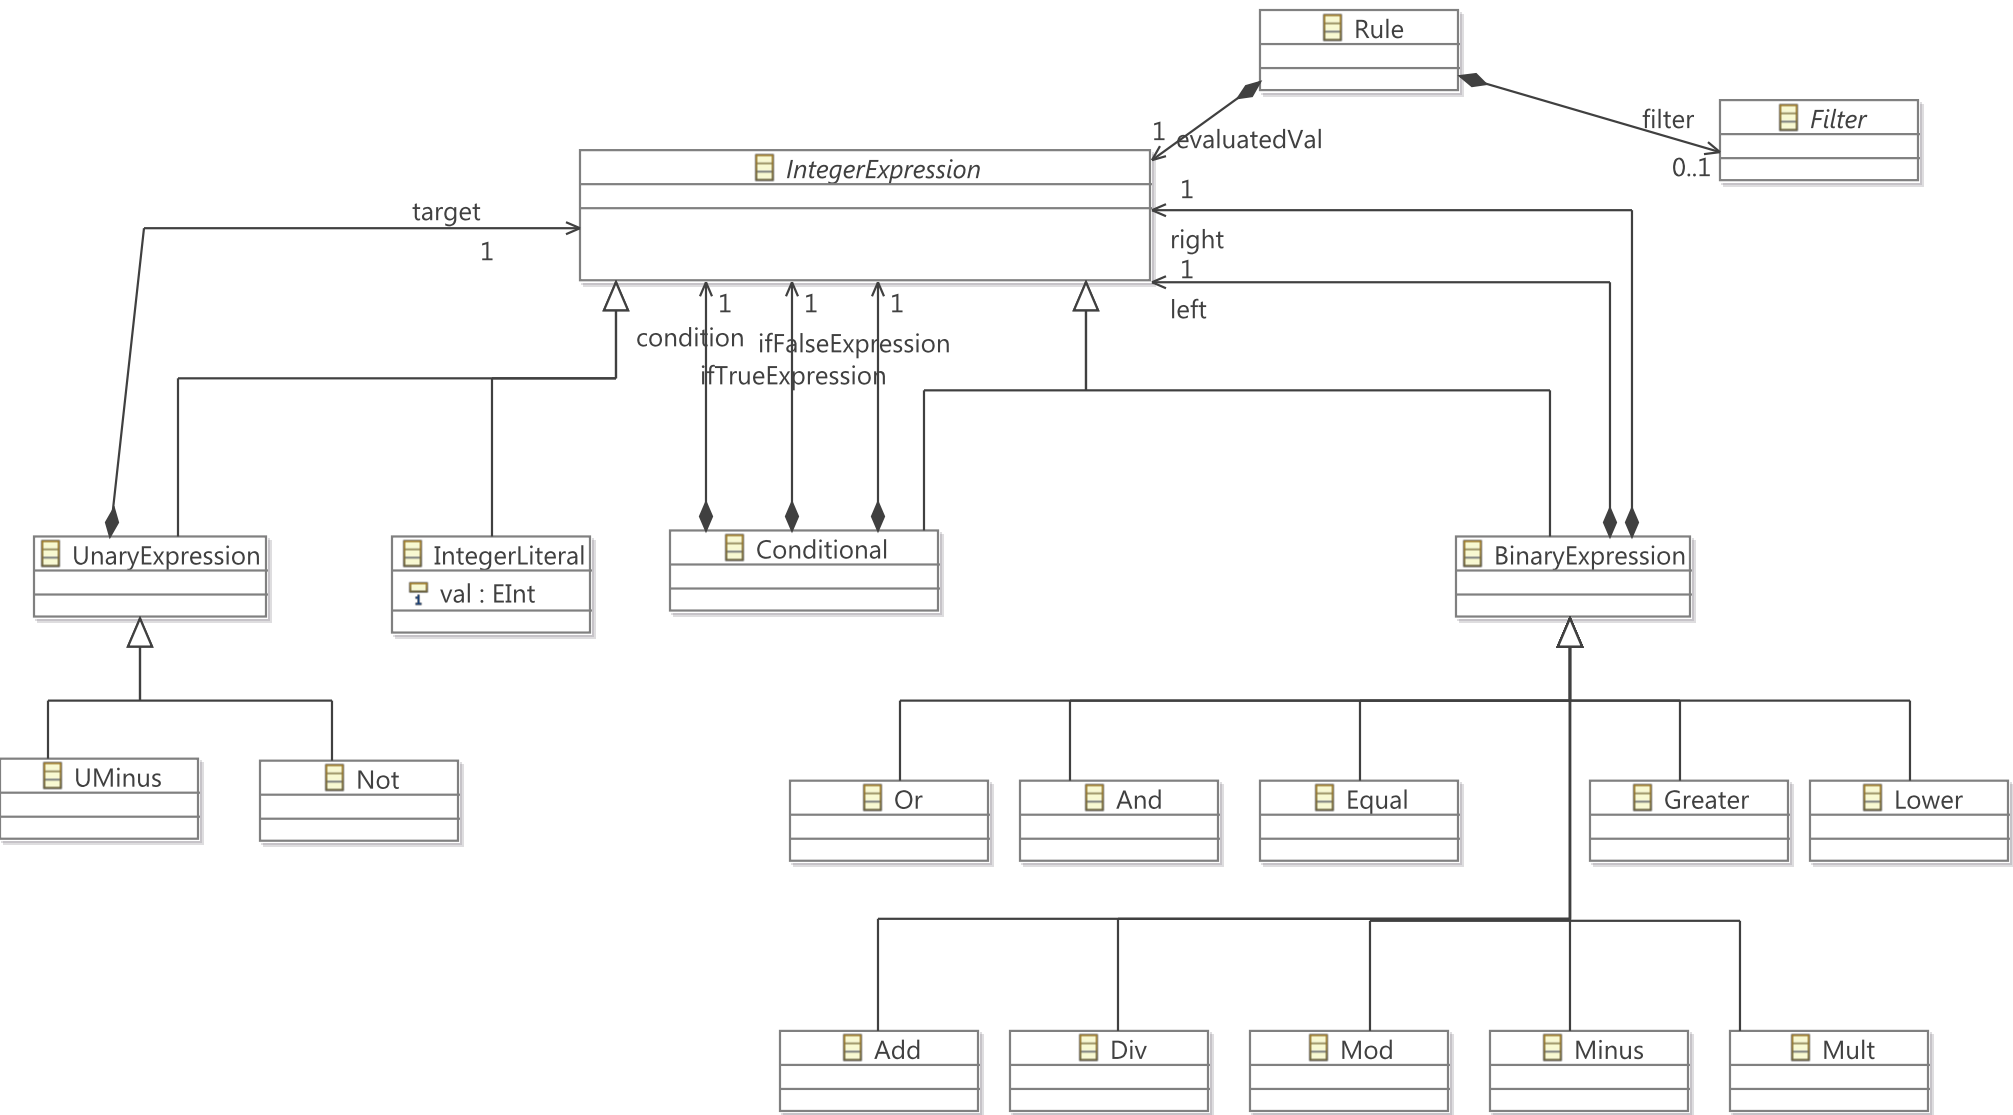 Rule
filter
Filter
1 evaluatedVal
0..1
IntegerExpression
1
target
right
1
1
left
1
1
1
condition
ifFalseExpression
ifTrueExpression
UnaryExpression
IntegerLiteral
1 val : EInt
Conditional
BinaryExpression
UMinus
Not
Or
And
Equal
Greater
Lower
Add
Div
Mod
Minus
Mult